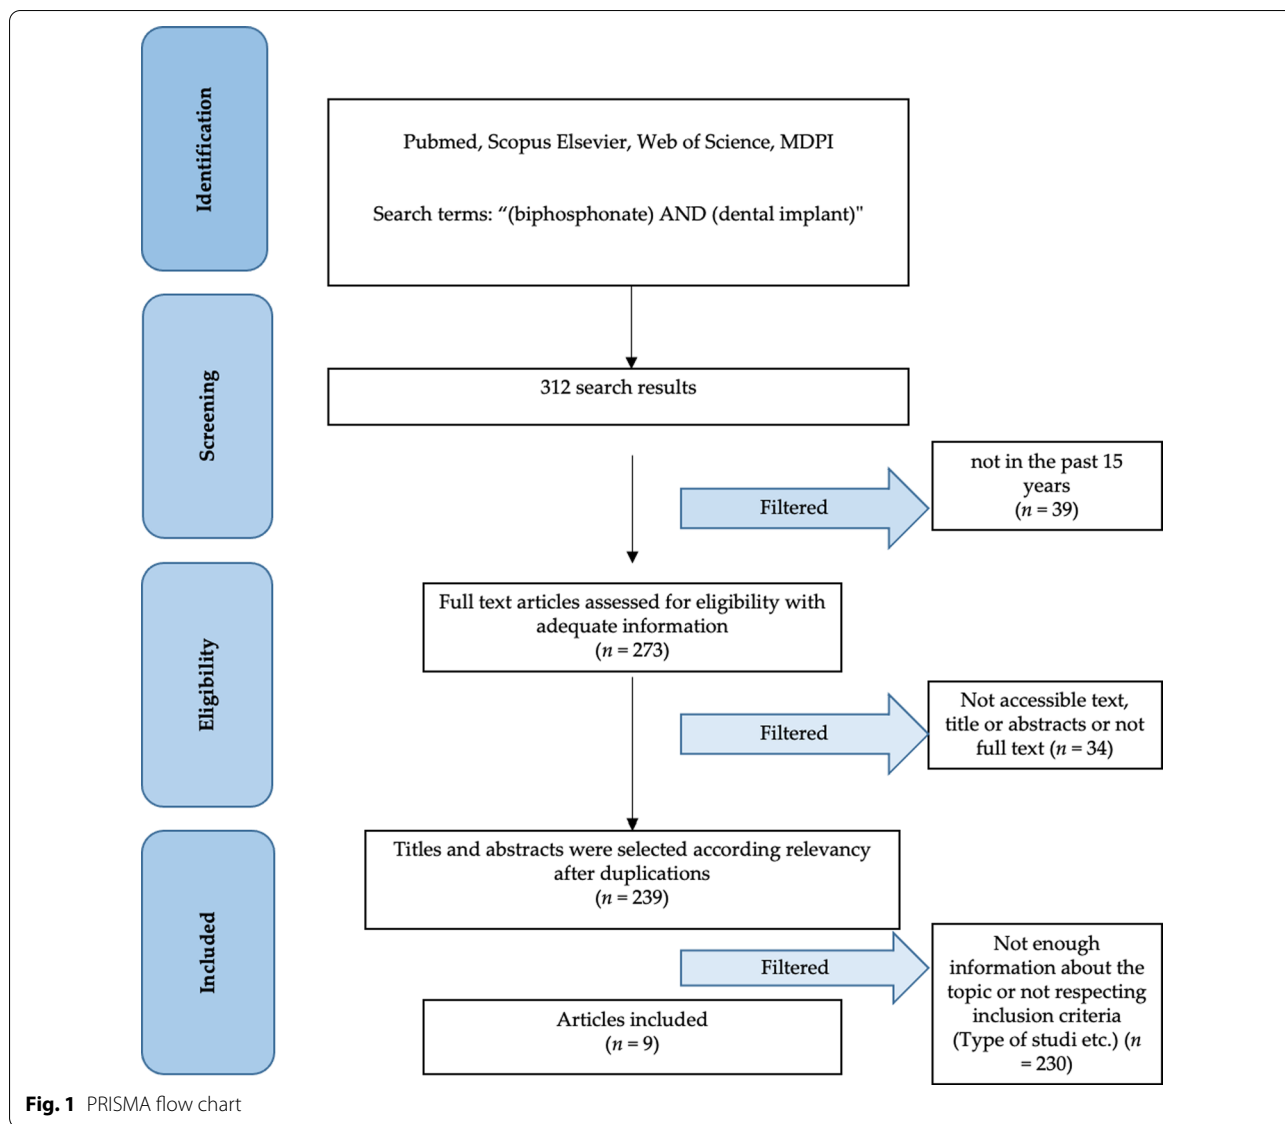 Identification
Pubmed, Scopus Elsevier, Web of Science, MDPI
Search terms: “(biphosphonate) AND (dental implant)"
Screening
312 search results
Filtered
not in the past 15
years
(n = 39)
Eligibility
Full text articles assessed for eligibility with
adequate information
(n = 273)
Filtered
Not accessible text,
title or abstracts or not
full text (n = 34)
Included
Titles and abstracts were selected according relevancy
after duplications
(n = 239)
Filtered
Not enough
information about the
topic or not respecting
inclusion criteria
(Type of studi etc.) (n
= 230)
Articles included
(n = 9)
Fig. 1 PRISMA flow chart